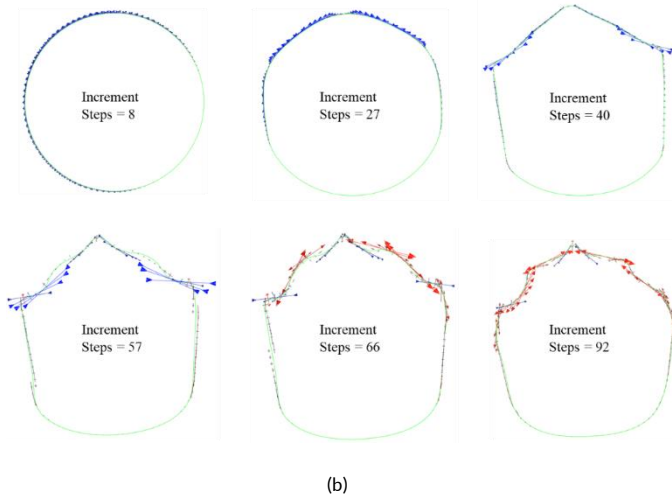 Increment
Steps = 8
Increment
Steps = 27
Increment
Steps = 40
Increment
Steps = 57
Increment
Steps = 66
Increment
Steps = 92
(b)